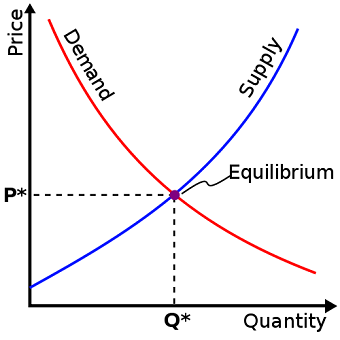 Price
Demand
Supply
Equilibrium
P*
Q*
Quantity